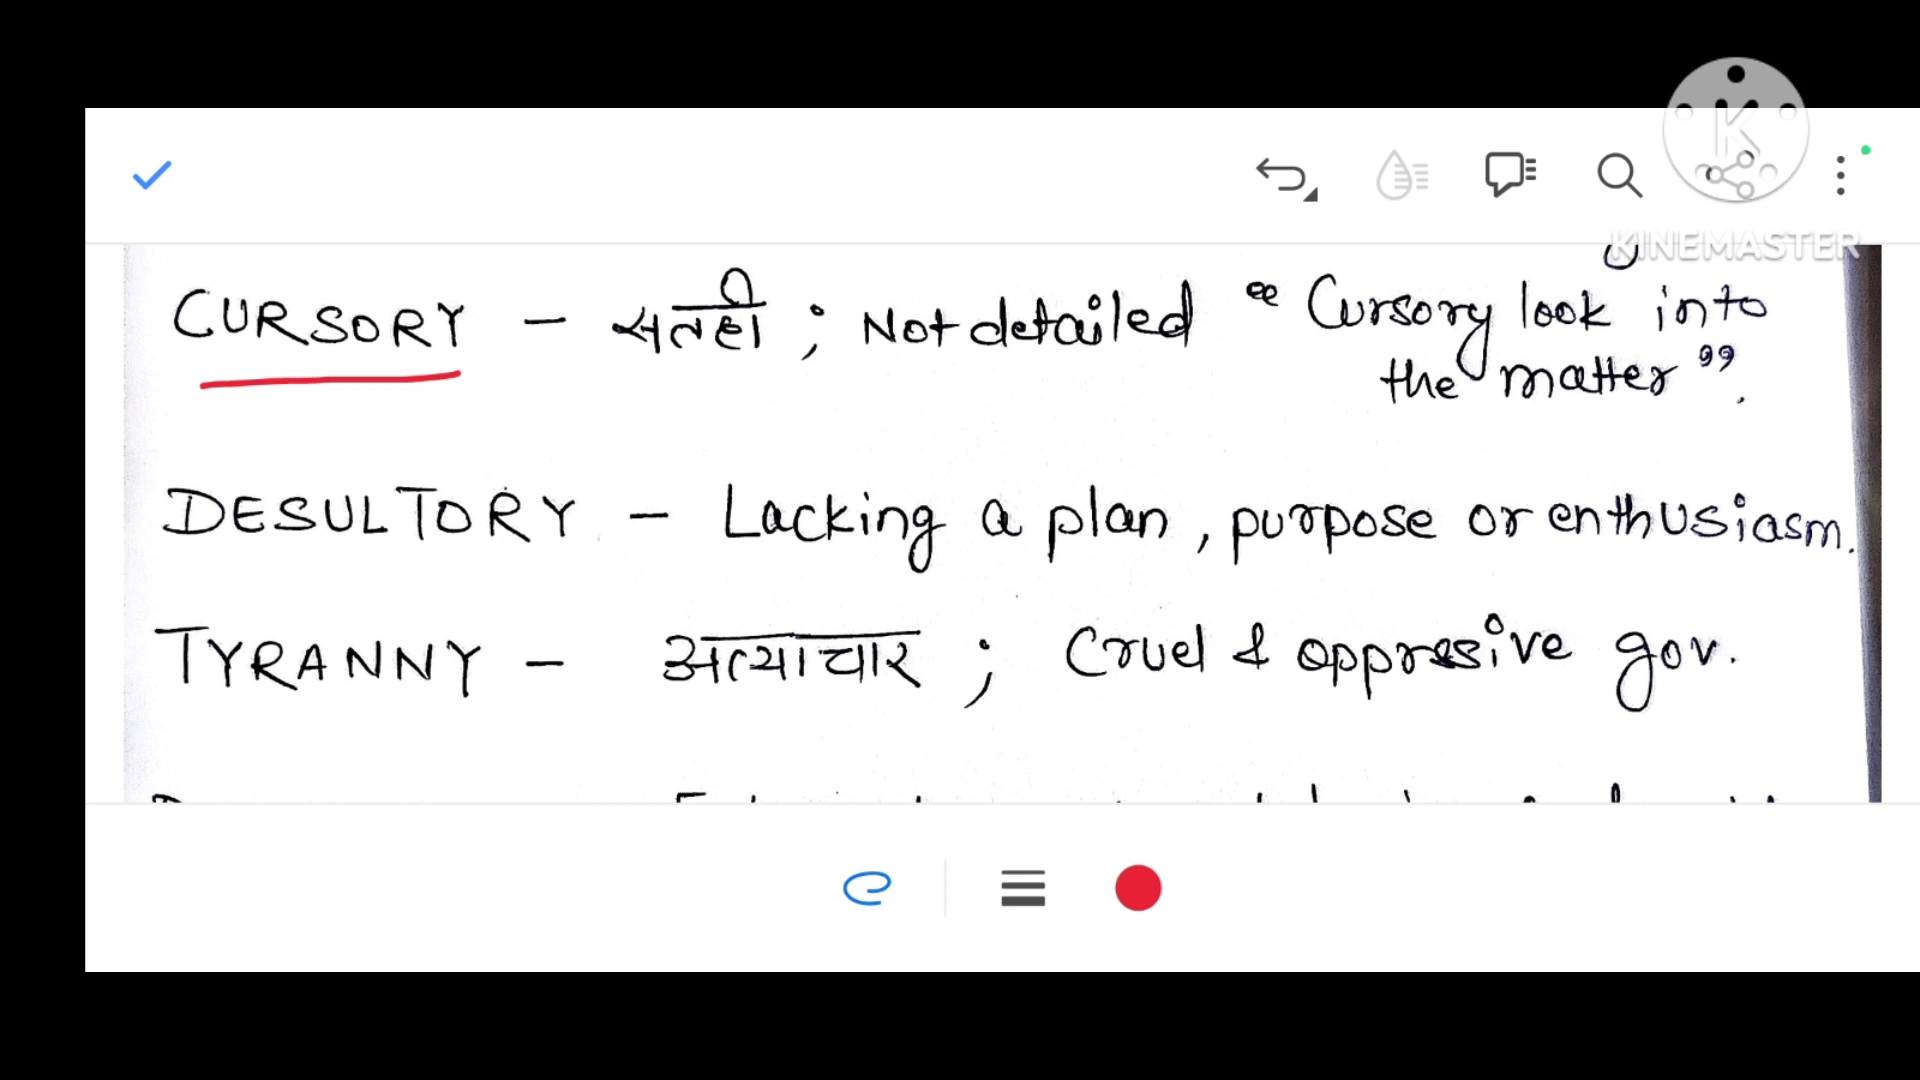 KINEMASTER
CURSORY - सतही ; Not detailed "Cursory look into
the matter".
DESULTORY - Lacking a plan, purpose or enthusiasm.
TYRANNY - अत्याचार ; Cruel & oppressive gov.